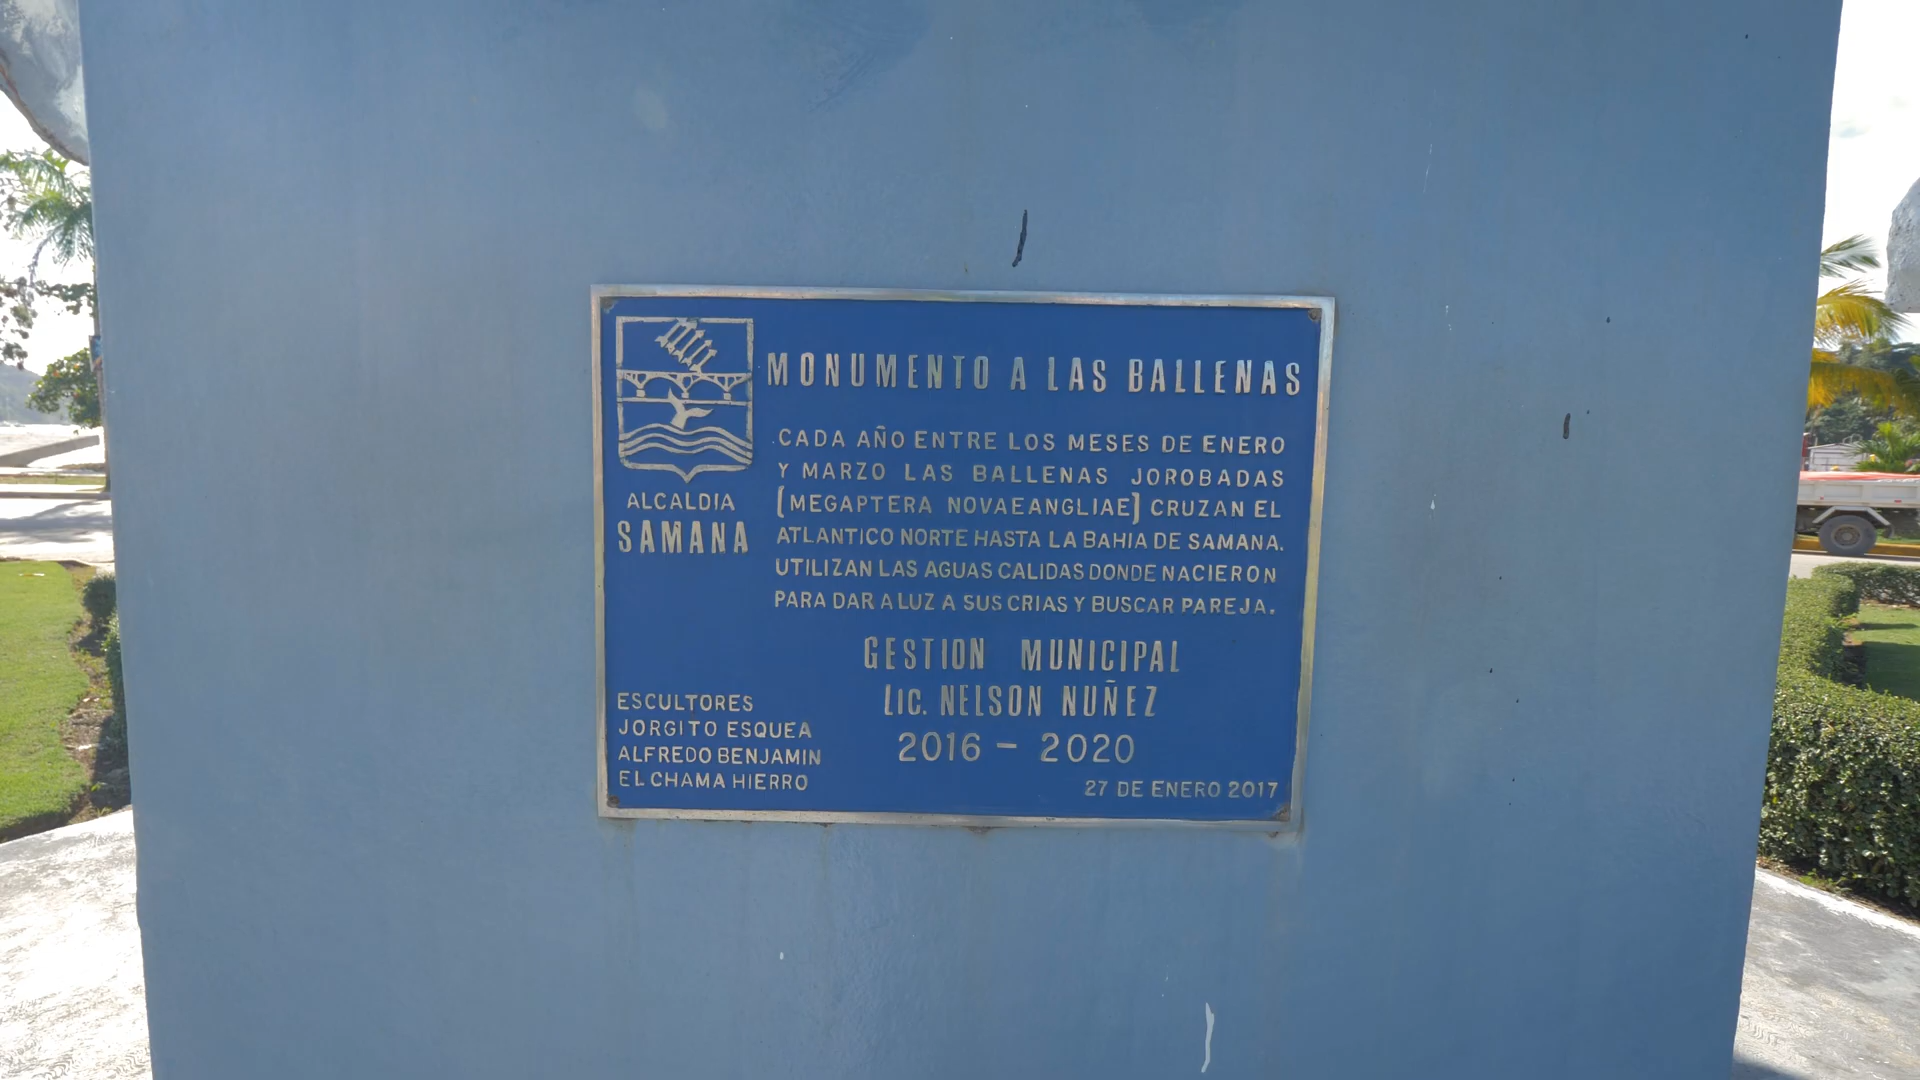 MONUMENTO A LAS BALLENAS
CADA AÑO ENTRE LOS MESES DE ENERO
Y MARZO LAS BALLENAS JOROBADAS
[MEGAPTERA NOVAEANGLIAE] CRUZAN EL
ATLANTICO NORTE HASTA LA BAHIA DE SAMANA.
UTILIZAN LAS AGUAS CALIDAS DONDE NACIERON
PARA DAR A LUZ A SUS CRIAS Y BUSCAR PAREJA.
ALCALDIA
SAMANA
GESTION MUNICIPAL
LIC. NELSON NUÑEZ
2016 - 2020
ESCULTORES
JORGITO ESQUEA
ALFREDO BENJAMIN
EL CHAMA HIERRO
27 DE ENERO 2017